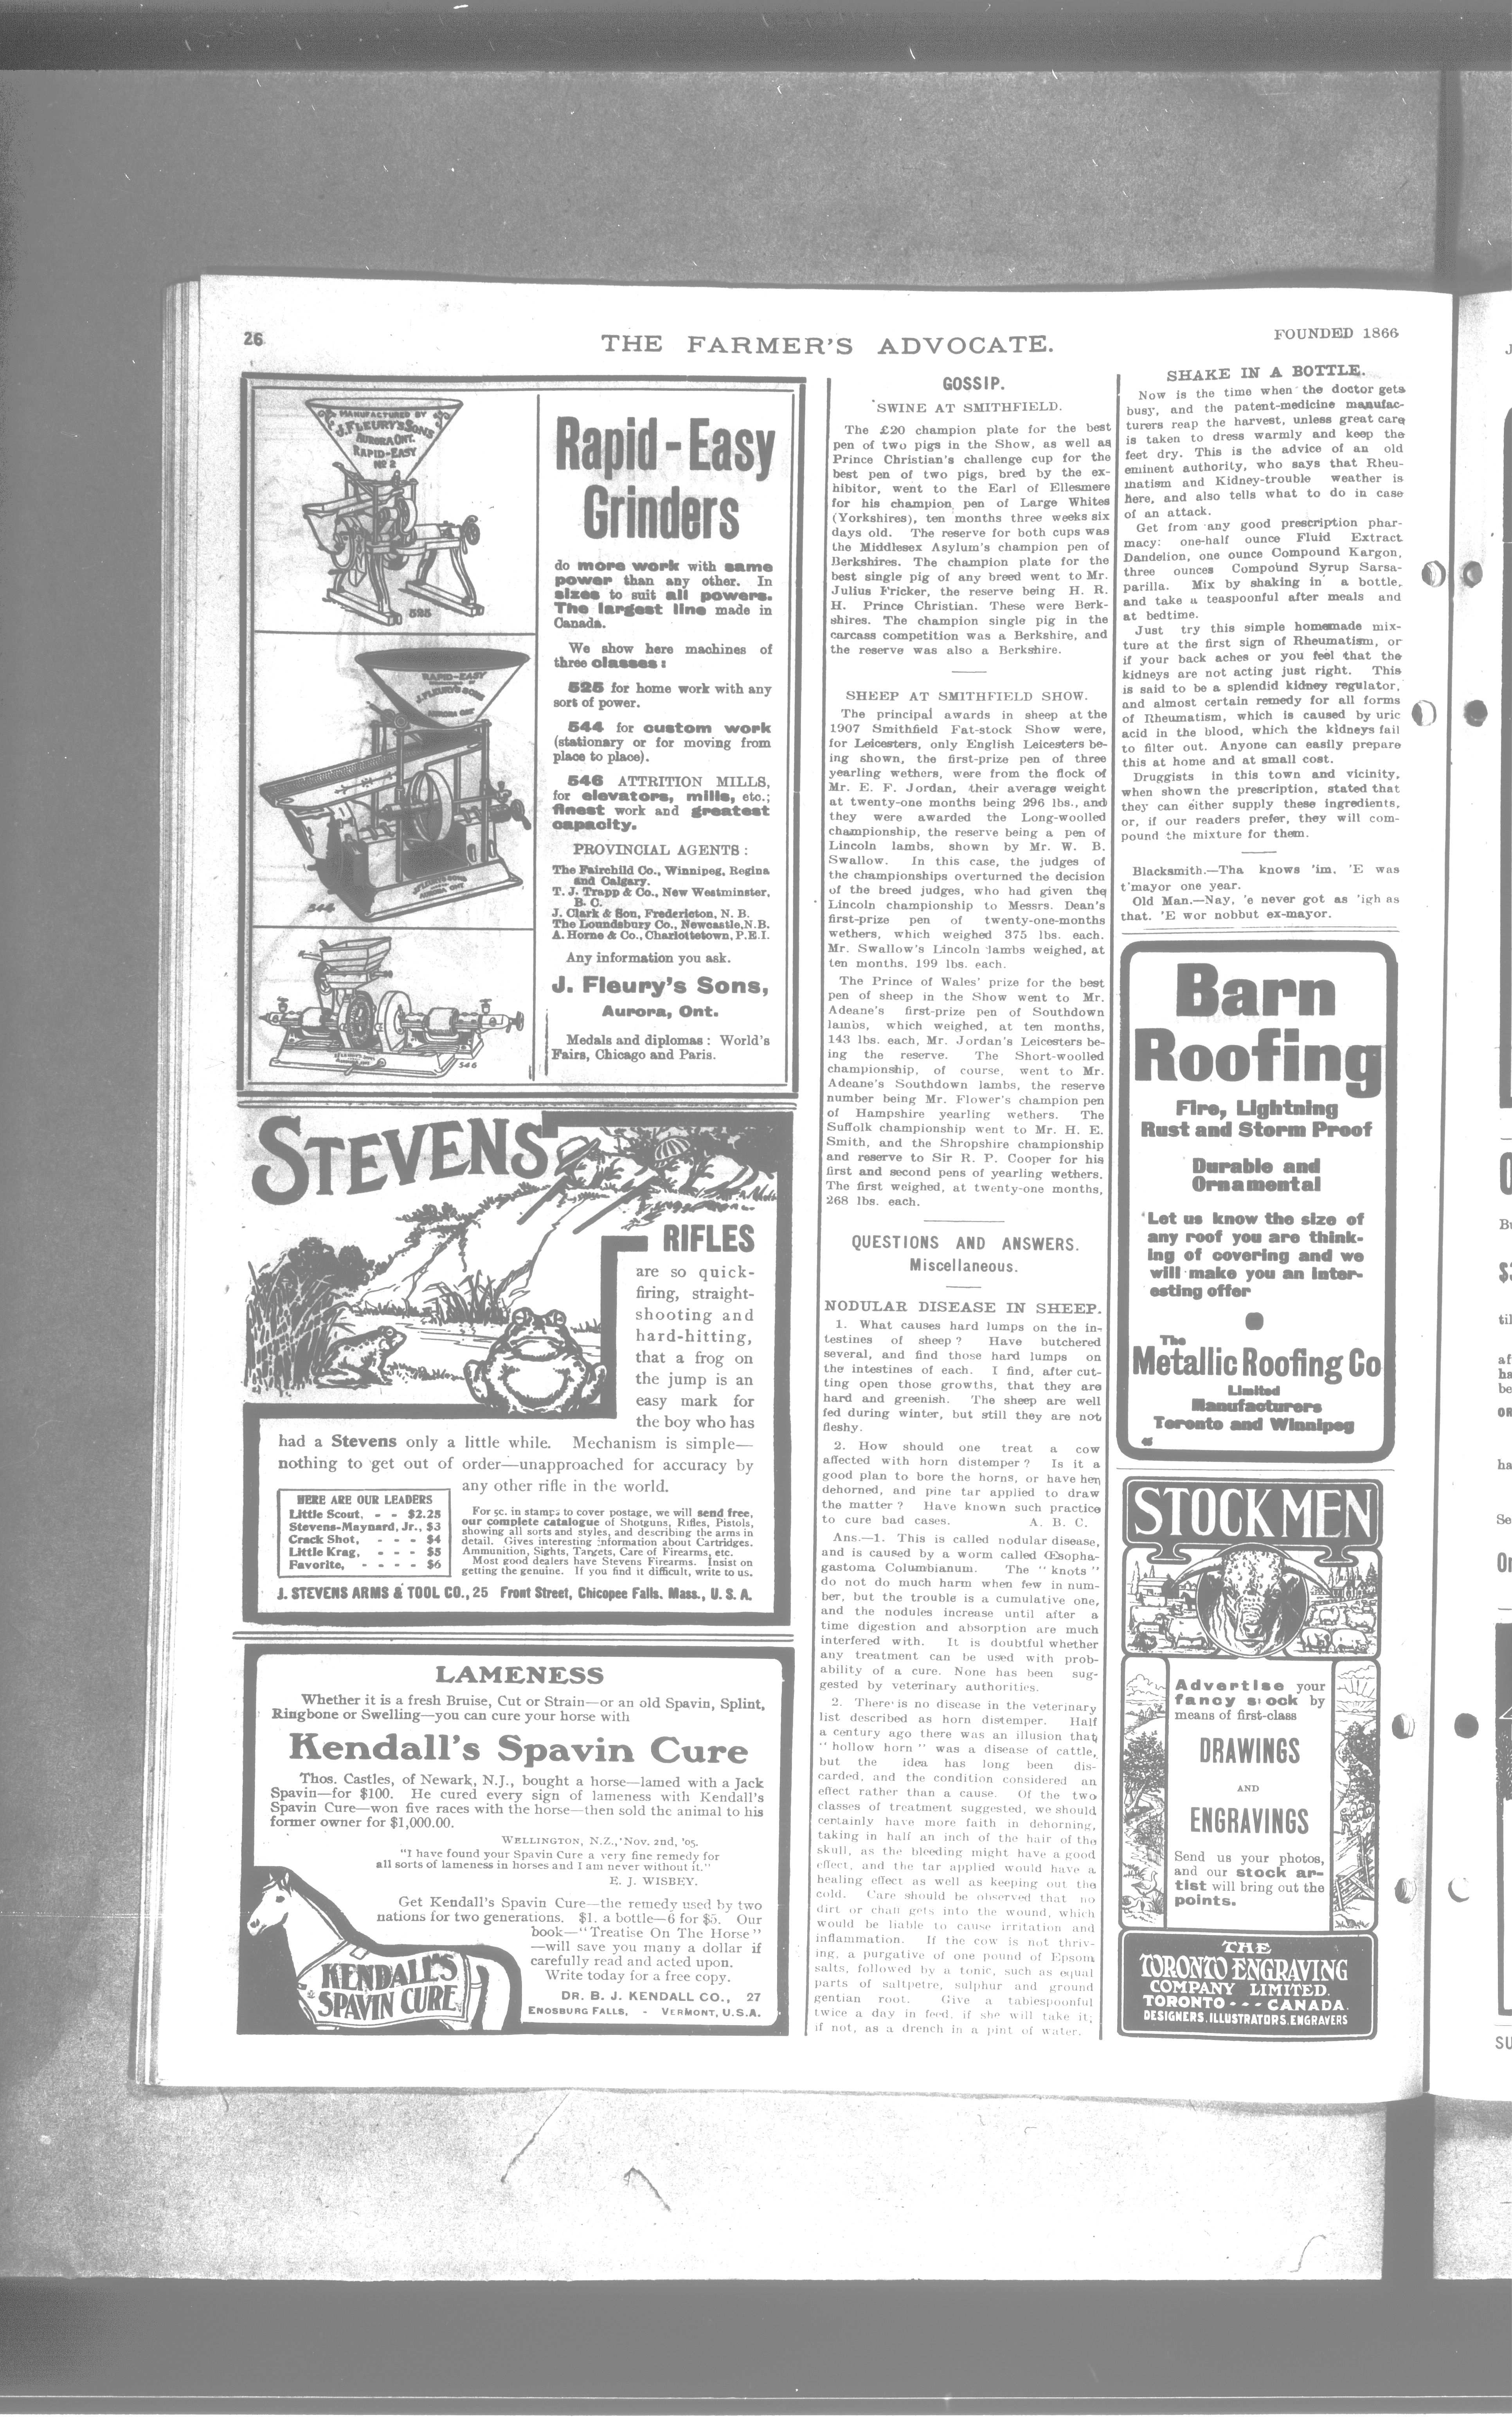 26
THE FARMER'S ADVOCATE.
FOUNDED 1866
MANUFACTURED BY
J. FLEURY'S SONS
AURORA ONT.
RAPID-EASY
No 2
525
RAPID-EASY
J. FLEURY'S SONS
AURORA ONT
544
546
Rapid-Easy
Grinders
do more work with same
power than any other. In
sizes to suit all powers.
The largest line made in
Canada.
We show here machines of
three classes:
525 for home work with any
sort of power.
544 for custom work
(stationary or for moving from
place to place).
546 ATTRITION MILLS,
for elevators, mills, etc.;
finest work and greatest
capacity.
PROVINCIAL AGENTS:
The Fairchild Co., Winnipeg, Regina
and Calgary.
T. J. Trapp & Co., New Westminster,
B. C.
J. Clark & Son, Fredericton, N. B.
The Loundsbury Co., Newcastle, N.B.
A. Horne & Co., Charlottetown, P.E.I.
Any information you ask.
J. Fleury's Sons,
Aurora, Ont.
Medals and diplomas: World's
Fairs, Chicago and Paris.
STEVENS
RIFLES
are so quick-
firing, straight-
shooting and
hard-hitting,
that a frog on
the jump is an
easy mark for
the boy who has
had a Stevens only a little while. Mechanism is simple—
nothing to get out of order—unapproached for accuracy by
any other rifle in the world.
HERE ARE OUR LEADERS
Little Scout, - - $2.25
Stevens-Maynard, Jr., $3
Crack Shot, - - - $4
Little Krag, - - - $5
Favorite, - - - - $6
For 5c. in stamps to cover postage, we will send free,
our complete catalogue of Shotguns, Rifles, Pistols,
showing all sorts and styles, and describing the arms in
detail. Gives interesting information about Cartridges.
Ammunition, Sights, Targets, Care of Firearms, etc.
Most good dealers have Stevens Firearms. Insist on
getting the genuine. If you find it difficult, write to us.
J. STEVENS ARMS & TOOL CO., 25 Front Street, Chicopee Falls, Mass., U. S. A.
LAMENESS
Whether it is a fresh Bruise, Cut or Strain—or an old Spavin, Splint,
Ringbone or Swelling—you can cure your horse with
Kendall's Spavin Cure
Thos. Castles, of Newark, N.J., bought a horse—lamed with a Jack
Spavin—for $100. He cured every sign of lameness with Kendall's
Spavin Cure—won five races with the horse—then sold the animal to his
former owner for $1,000.00.
WELLINGTON, N.Z., Nov. 2nd, '05.
"I have found your Spavin Cure a very fine remedy for
all sorts of lameness in horses and I am never without it."
E. J. WISBEY.
Get Kendall's Spavin Cure—the remedy used by two
nations for two generations. $1. a bottle—6 for $5. Our
book—"Treatise On The Horse"
—will save you many a dollar if
carefully read and acted upon.
Write today for a free copy.
DR. B. J. KENDALL CO., 27
ENOSBURG FALLS, - VERMONT, U.S.A.
KENDALL'S
SPAVIN CURE
GOSSIP.
SWINE AT SMITHFIELD.
The £20 champion plate for the best
pen of two pigs in the Show, as well as
Prince Christian's challenge cup for the
best pen of two pigs, bred by the ex-
hibitor, went to the Earl of Ellesmere
for his champion pen of Large Whites
(Yorkshires), ten months three weeks six
days old. The reserve for both cups was
the Middlesex Asylum's champion pen of
Berkshires. The champion plate for the
best single pig of any breed went to Mr.
Julius Fricker, the reserve being H. R.
H. Prince Christian. These were Berk-
shires. The champion single pig in the
carcass competition was a Berkshire, and
the reserve was also a Berkshire.
SHEEP AT SMITHFIELD SHOW.
The principal awards in sheep at the
1907 Smithfield Fat-stock Show were,
for Leicesters, only English Leicesters be-
ing shown, the first-prize pen of three
yearling wethers, were from the flock of
Mr. E. F. Jordan, their average weight
at twenty-one months being 296 lbs., and
they were awarded the Long-woolled
championship, the reserve being a pen of
Lincoln lambs, shown by Mr. W. B.
Swallow. In this case, the judges of
the championships overturned the decision
of the breed judges, who had given the
Lincoln championship to Messrs. Dean's
first-prize pen of twenty-one-months
wethers, which weighed 375 lbs. each.
Mr. Swallow's Lincoln lambs weighed, at
ten months, 199 lbs. each.
The Prince of Wales' prize for the best
pen of sheep in the Show went to Mr.
Adeane's first-prize pen of Southdown
lambs, which weighed, at ten months,
143 lbs. each, Mr. Jordan's Leicesters be-
ing the reserve. The Short-woolled
championship, of course, went to Mr.
Adeane's Southdown lambs, the reserve
number being Mr. Flower's champion pen
of Hampshire yearling wethers. The
Suffolk championship went to Mr. H. E.
Smith, and the Shropshire championship
and reserve to Sir R. P. Cooper for his
first and second pens of yearling wethers.
The first weighed, at twenty-one months,
268 lbs. each.
QUESTIONS AND ANSWERS.
Miscellaneous.
NODULAR DISEASE IN SHEEP.
1. What causes hard lumps on the in-
testines of sheep? Have butchered
several, and find those hard lumps on
the intestines of each. I find, after cut-
ting open those growths, that they are
hard and greenish. The sheep are well
fed during winter, but still they are not
fleshy.
2. How should one treat a cow
affected with horn distemper? Is it a
good plan to bore the horns, or have her
dehorned, and pine tar applied to draw
the matter? Have known such practice
to cure bad cases. A. B. C.
Ans.—1. This is called nodular disease,
and is caused by a worm called Œsopha-
gastoma Columbianum. The "knots"
do not do much harm when few in num-
ber, but the trouble is a cumulative one,
and the nodules increase until after a
time digestion and absorption are much
interfered with. It is doubtful whether
any treatment can be used with prob-
ability of a cure. None has been sug-
gested by veterinary authorities.
2. There is no disease in the veterinary
list described as horn distemper. Half
a century ago there was an illusion that
"hollow horn" was a disease of cattle,
but the idea has long been dis-
carded, and the condition considered an
effect rather than a cause. Of the two
classes of treatment suggested, we should
certainly have more faith in dehorning,
taking in half an inch of the hair of the
skull, as the bleeding might have a good
effect, and the tar applied would have a
healing effect as well as keeping out the
cold. Care should be observed that no
dirt or chaff gets into the wound, which
would be liable to cause irritation and
inflammation. If the cow is not thriv-
ing, a purgative of one pound of Epsom
salts, followed by a tonic, such as equal
parts of saltpetre, sulphur and ground
gentian root. Give a tablespoonful
twice a day in feed, if she will take it;
if not, as a drench in a pint of water.
SHAKE IN A BOTTLE.
Now is the time when the doctor gets
busy, and the patent-medicine manufac-
turers reap the harvest, unless great care
is taken to dress warmly and keep the
feet dry. This is the advice of an old
eminent authority, who says that Rheu-
matism and Kidney-trouble weather is
here, and also tells what to do in case
of an attack.
Get from any good prescription phar-
macy: one-half ounce Fluid Extract
Dandelion, one ounce Compound Kargon,
three ounces Compound Syrup Sarsa-
parilla. Mix by shaking in a bottle,
and take a teaspoonful after meals and
at bedtime.
Just try this simple homemade mix-
ture at the first sign of Rheumatism, or
if your back aches or you feel that the
kidneys are not acting just right. This
is said to be a splendid kidney regulator,
and almost certain remedy for all forms
of Rheumatism, which is caused by uric
acid in the blood, which the kidneys fail
to filter out. Anyone can easily prepare
this at home and at small cost.
Druggists in this town and vicinity,
when shown the prescription, stated that
they can either supply these ingredients,
or, if our readers prefer, they will com-
pound the mixture for them.
Blacksmith.—Tha knows 'im. 'E was
t'mayor one year.
Old Man.—Nay, 'e never got as 'igh as
that. 'E wor nobbut ex-mayor.
Barn
Roofing
Fire, Lightning
Rust and Storm Proof
Durable and
Ornamental
Let us know the size of
any roof you are think-
ing of covering and we
will make you an inter-
esting offer
The
Metallic Roofing Co
Limited
Manufacturers
Toronto and Winnipeg
STOCKMEN
Advertise your
fancy stock by
means of first-class
DRAWINGS
AND
ENGRAVINGS
Send us your photos,
and our stock ar-
tist will bring out the
points.
THE
TORONTO ENGRAVING
COMPANY LIMITED.
TORONTO - - - CANADA.
DESIGNERS, ILLUSTRATORS, ENGRAVERS